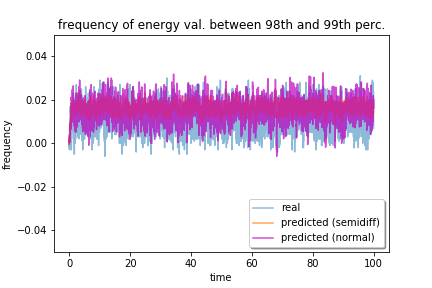 frequency of energy val. between 98th and 99th perc.
frequency
0.04
0.02
0.00
−0.02
−0.04
real
predicted (semidiff)
predicted (normal)
0
20
40
60
80
100
time